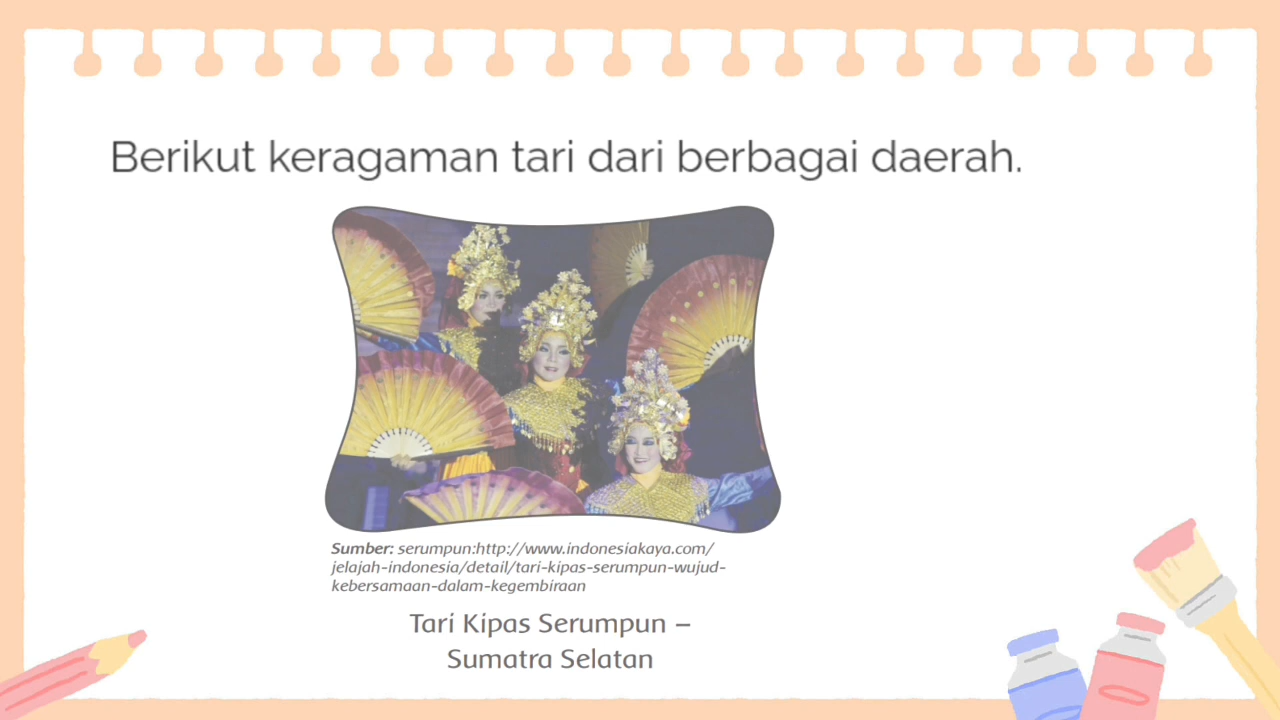 Berikut keragaman tari dari berbagai daerah.
Sumber: serumpun:http://www.indonesiakaya.com/
jelajah-indonesia/detail/tari-kipas-serumpun-wujud-
kebersamaan-dalam-kegembiraan
Tari Kipas Serumpun –
Sumatra Selatan